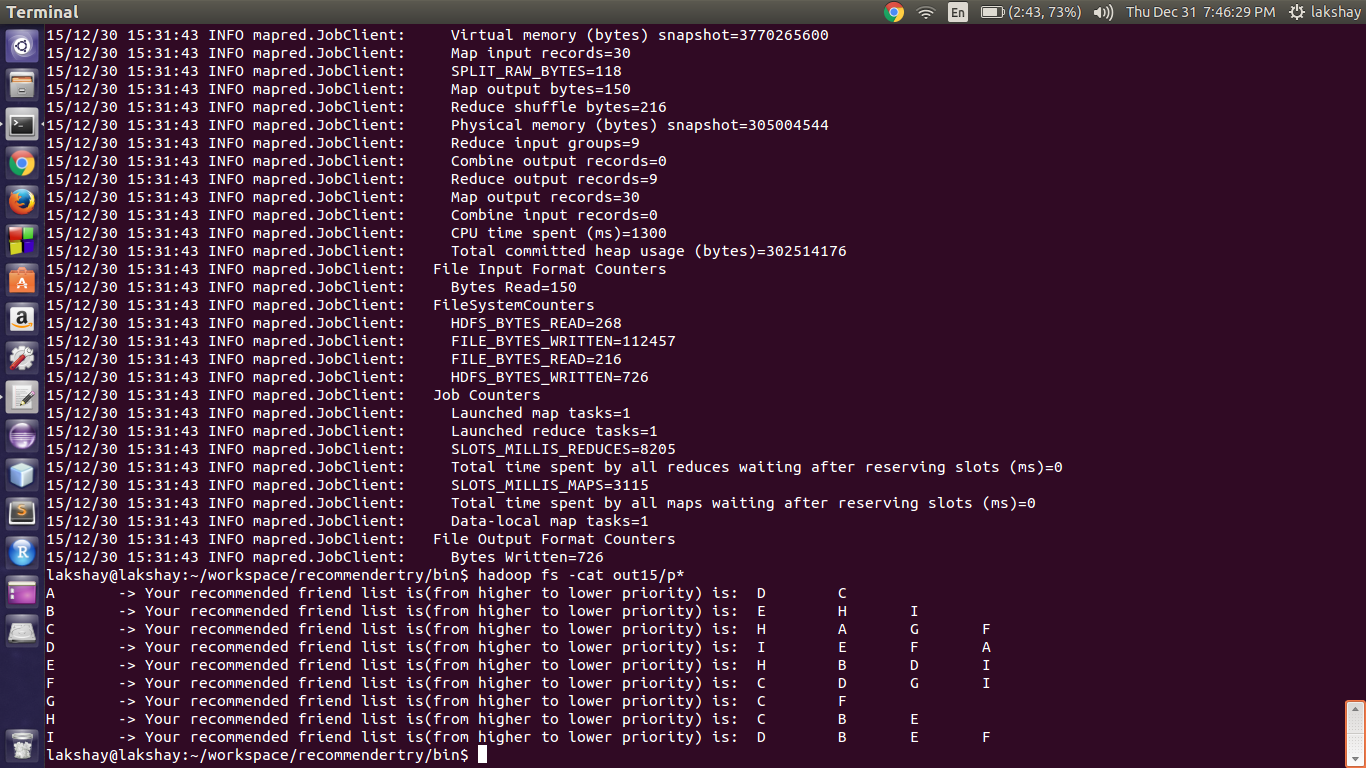 Terminal
En (2:43, 73%) Thu Dec 31 7:46:29 PM lakshay
15/12/30 15:31:43 INFO mapred.JobClient: Virtual memory (bytes) snapshot=3770265600
15/12/30 15:31:43 INFO mapred.JobClient: Map input records=30
15/12/30 15:31:43 INFO mapred.JobClient: SPLIT_RAW_BYTES=118
15/12/30 15:31:43 INFO mapred.JobClient: Map output bytes=150
15/12/30 15:31:43 INFO mapred.JobClient: Reduce shuffle bytes=216
15/12/30 15:31:43 INFO mapred.JobClient: Physical memory (bytes) snapshot=305004544
15/12/30 15:31:43 INFO mapred.JobClient: Reduce input groups=9
15/12/30 15:31:43 INFO mapred.JobClient: Combine output records=0
15/12/30 15:31:43 INFO mapred.JobClient: Reduce output records=9
15/12/30 15:31:43 INFO mapred.JobClient: Map output records=30
15/12/30 15:31:43 INFO mapred.JobClient: Combine input records=0
15/12/30 15:31:43 INFO mapred.JobClient: CPU time spent (ms)=1300
15/12/30 15:31:43 INFO mapred.JobClient: Total committed heap usage (bytes)=302514176
15/12/30 15:31:43 INFO mapred.JobClient: File Input Format Counters
15/12/30 15:31:43 INFO mapred.JobClient: Bytes Read=150
15/12/30 15:31:43 INFO mapred.JobClient: FileSystemCounters
15/12/30 15:31:43 INFO mapred.JobClient: HDFS_BYTES_READ=268
15/12/30 15:31:43 INFO mapred.JobClient: FILE_BYTES_WRITTEN=112457
15/12/30 15:31:43 INFO mapred.JobClient: FILE_BYTES_READ=216
15/12/30 15:31:43 INFO mapred.JobClient: HDFS_BYTES_WRITTEN=726
15/12/30 15:31:43 INFO mapred.JobClient: Job Counters
15/12/30 15:31:43 INFO mapred.JobClient: Launched map tasks=1
15/12/30 15:31:43 INFO mapred.JobClient: Launched reduce tasks=1
15/12/30 15:31:43 INFO mapred.JobClient: SLOTS_MILLIS_REDUCES=8205
15/12/30 15:31:43 INFO mapred.JobClient: Total time spent by all reduces waiting after reserving slots (ms)=0
15/12/30 15:31:43 INFO mapred.JobClient: SLOTS_MILLIS_MAPS=3115
15/12/30 15:31:43 INFO mapred.JobClient: Total time spent by all maps waiting after reserving slots (ms)=0
15/12/30 15:31:43 INFO mapred.JobClient: Data-local map tasks=1
15/12/30 15:31:43 INFO mapred.JobClient: File Output Format Counters
15/12/30 15:31:43 INFO mapred.JobClient: Bytes Written=726
lakshay@lakshay:~/workspace/recommendertry/bin$ hadoop fs -cat out15/p*
A -> Your recommended friend list is(from higher to lower priority) is: D C
B -> Your recommended friend list is(from higher to lower priority) is: E H I
C -> Your recommended friend list is(from higher to lower priority) is: H A G F
D -> Your recommended friend list is(from higher to lower priority) is: I E F A
E -> Your recommended friend list is(from higher to lower priority) is: H B D I
F -> Your recommended friend list is(from higher to lower priority) is: C D G I
G -> Your recommended friend list is(from higher to lower priority) is: C F
H -> Your recommended friend list is(from higher to lower priority) is: C B E
I -> Your recommended friend list is(from higher to lower priority) is: D B E F
lakshay@lakshay:~/workspace/recommendertry/bin$